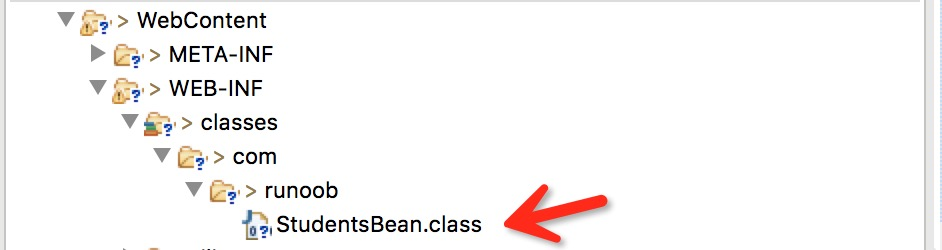 > WebContent
> META-INF
> WEB-INF
> classes
> com
> runoob
StudentsBean.class